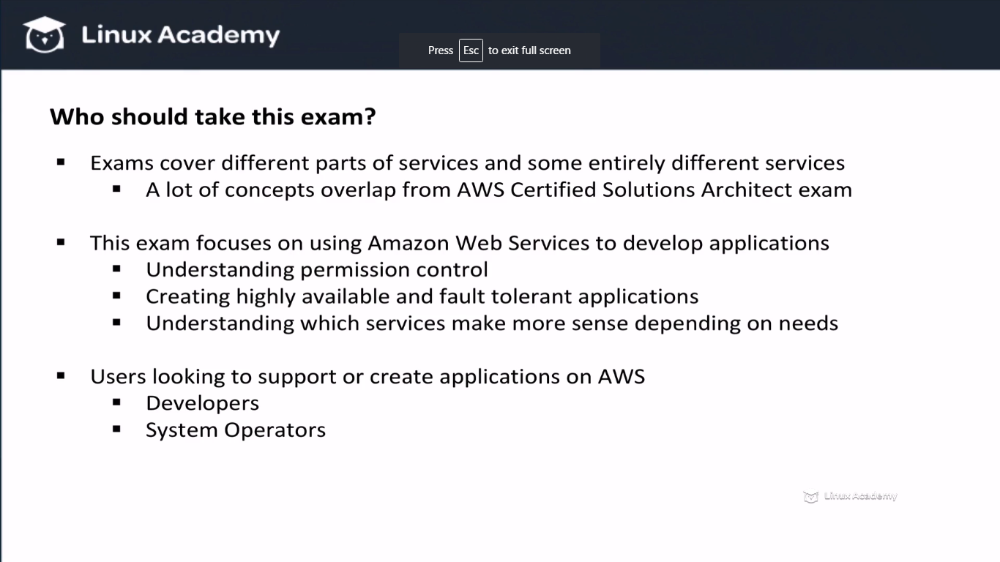 Linux Academy
Press Esc to exit full screen
Who should take this exam?
▪ Exams cover different parts of services and some entirely different services
▪ A lot of concepts overlap from AWS Certified Solutions Architect exam
▪ This exam focuses on using Amazon Web Services to develop applications
▪ Understanding permission control
▪ Creating highly available and fault tolerant applications
▪ Understanding which services make more sense depending on needs
▪ Users looking to support or create applications on AWS
▪ Developers
▪ System Operators
Linux Academy